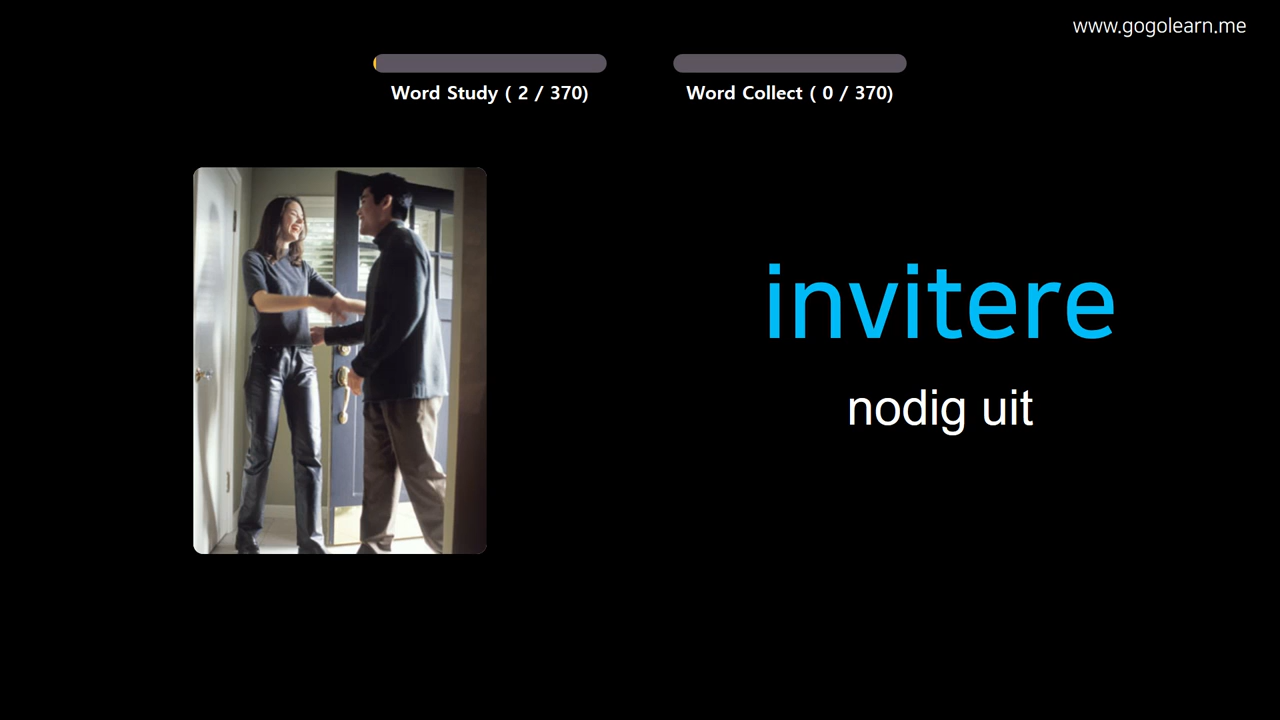 www.gogolearn.me
Word Study ( 2 / 370)
Word Collect ( 0 / 370)
invitere
nodig uit